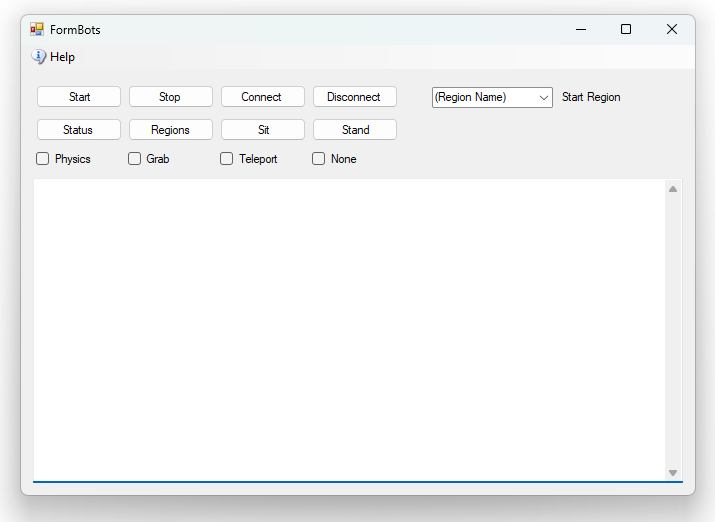 FormBots
Help
Start Stop Connect Disconnect (Region Name) Start Region
Status Regions Sit Stand
Physics Grab Teleport None